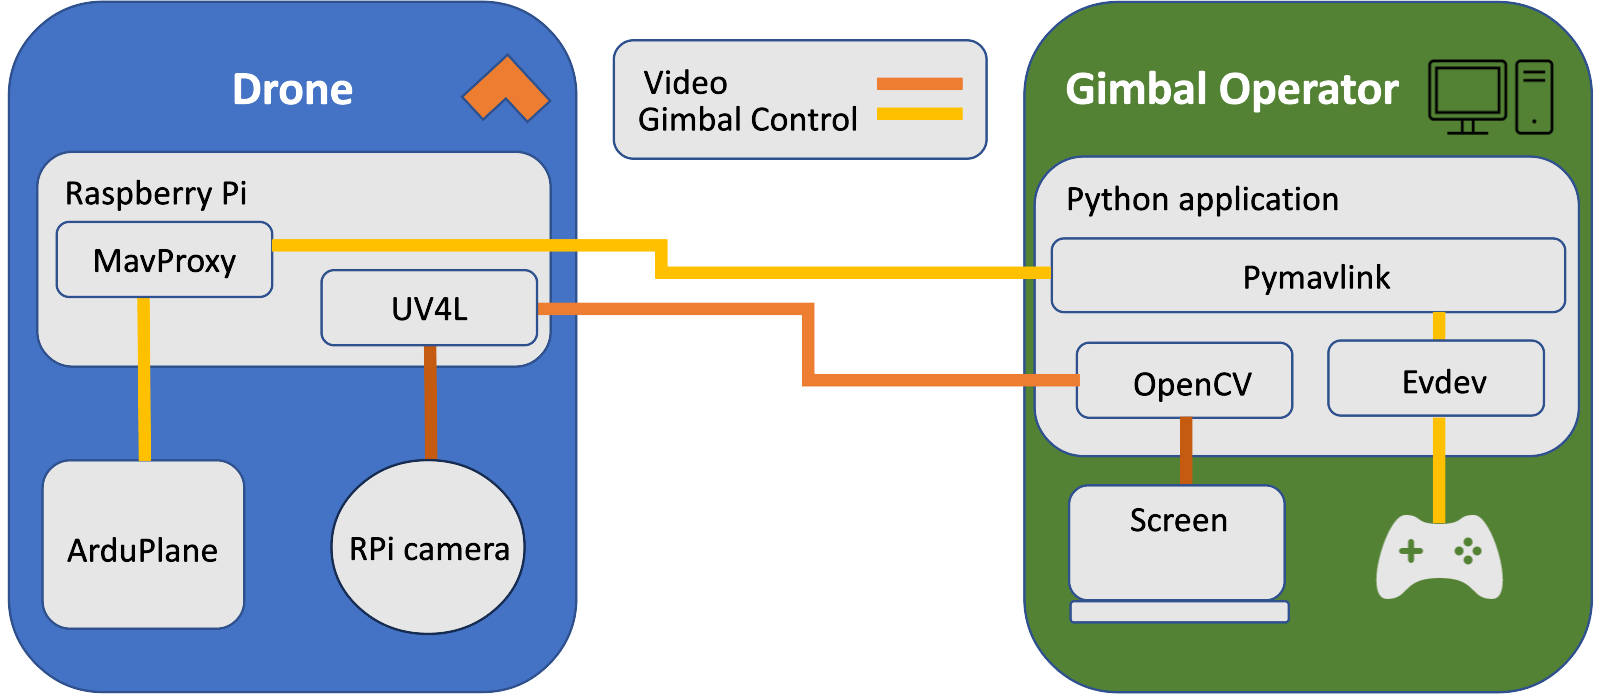 Drone
Raspberry Pi
MavProxy
UV4L
ArduPlane
RPi camera
Video
Gimbal Control
Gimbal Operator
Python application
Pymavlink
OpenCV
Evdev
Screen